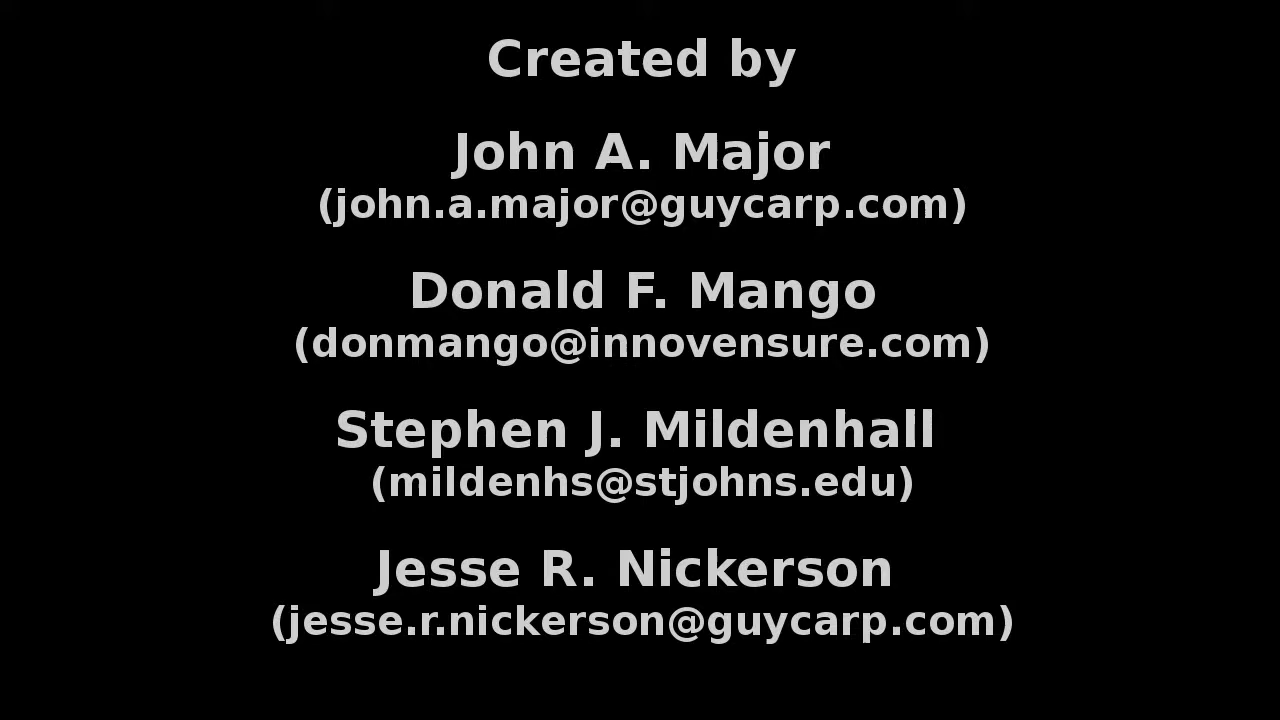 Created by
John A. Major
(john.a.major@guycarp.com)
Donald F. Mango
(donmango@innovensure.com)
Stephen J. Mildenhall
(mildenhs@stjohns.edu)
Jesse R. Nickerson
(jesse.r.nickerson@guycarp.com)